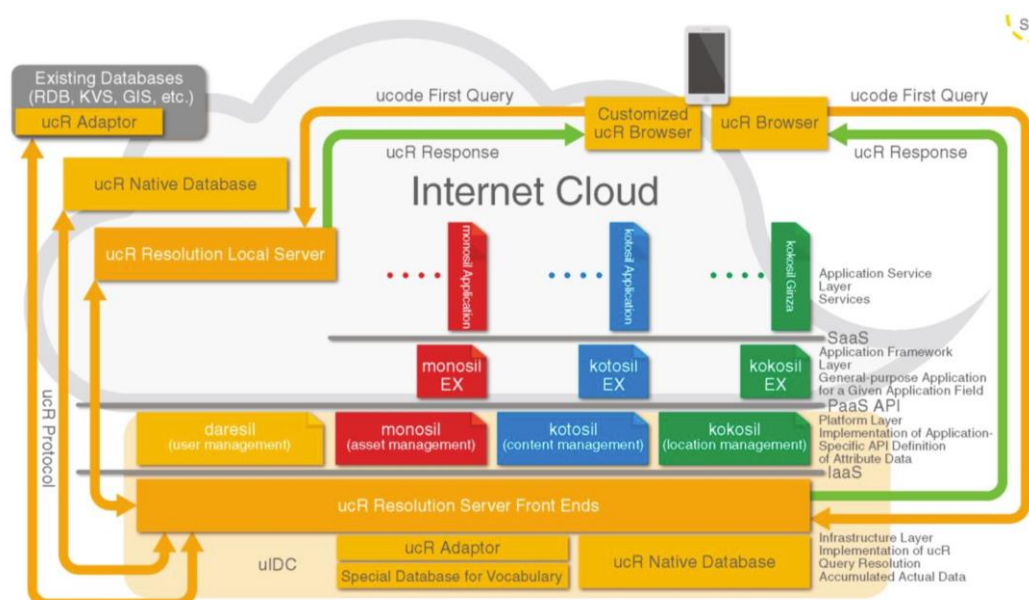 S
Existing Databases
(RDB, KVS, GIS, etc.)
ucR Adaptor
ucode First Query
ucR Response
Customized
ucR Browser
ucR Browser
ucode First Query
ucR Response
ucR Native Database
Internet Cloud
ucR Resolution Local Server
monosil Application
kotosil Application
kokosil Ginza
Application Service
Layer
Services
SaaS
monosil
EX
kotosil
EX
kokosil
EX
Application Framework
Layer
General-purpose Application
for a Given Application Field
PaaS API
ucR Protocol
daresil
(user management)
monosil
(asset management)
kotosil
(content management)
kokosil
(location management)
Platform Layer
Implementation of Application-
Specific API Definition
of Attribute Data
IaaS
ucR Resolution Server Front Ends
uIDC
ucR Adaptor
Special Database for Vocabulary
ucR Native Database
Infrastructure Layer
Implementation of ucR
Query Resolution
Accumulated Actual Data